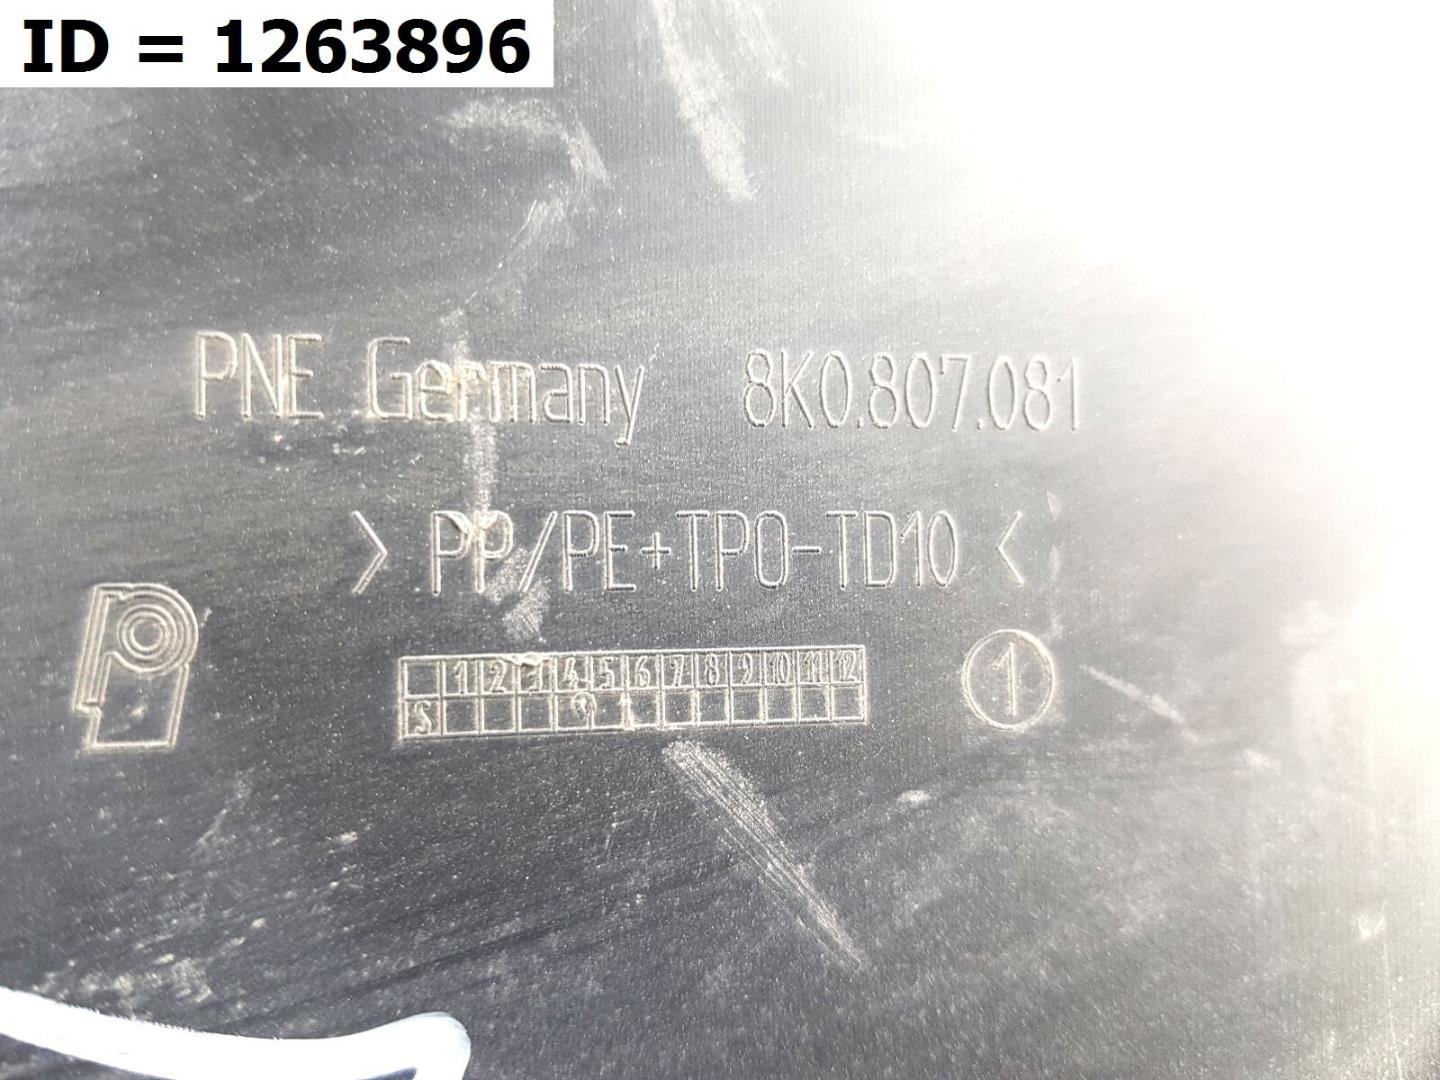 ID = 1263896
PNE Germany 8K0.807.081
> PP/PE+TPO-TD10 <
1 2 3 4 5 6 7 8 9 10 11 12
S
1